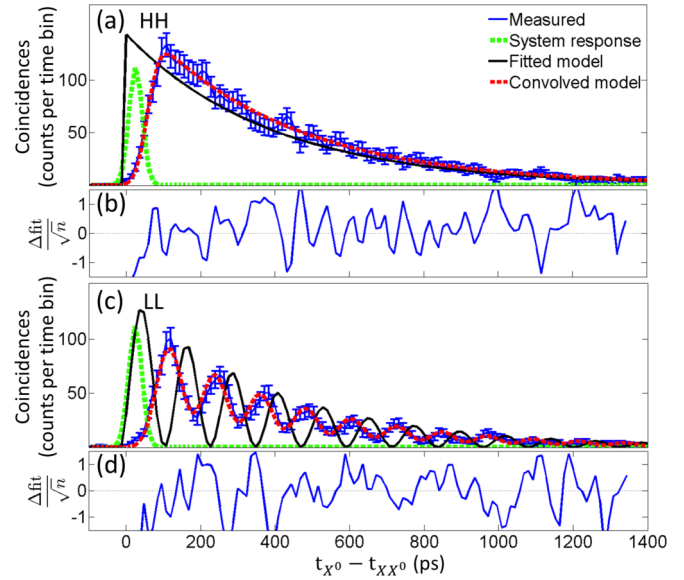 (a) HH
Measured
System response
Fitted model
Convolved model
Coincidences
(counts per time bin)
100
50
(b)
Δfit
√n
1
0
-1
(c) LL
Coincidences
(counts per time bin)
100
50
(d)
Δfit
√n
1
0
-1
0 200 400 600 800 1000 1200 1400
t_X⁰ − t_XX⁰ (ps)